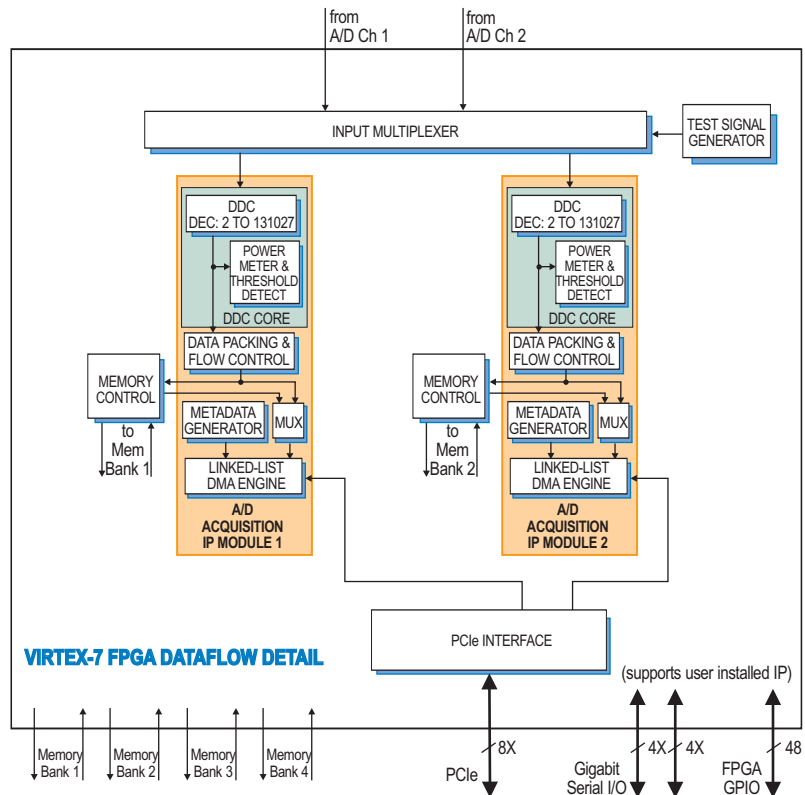 from
A/D Ch 1
from
A/D Ch 2
INPUT MULTIPLEXER
TEST SIGNAL
GENERATOR
DDC
DEC: 2 TO 131027
POWER
METER &
THRESHOLD
DETECT
DDC CORE
DATA PACKING &
FLOW CONTROL
MEMORY
CONTROL
to
Mem
Bank 1
METADATA
GENERATOR
MUX
LINKED-LIST
DMA ENGINE
A/D
ACQUISITION
IP MODULE 1
DDC
DEC: 2 TO 131027
POWER
METER &
THRESHOLD
DETECT
DDC CORE
DATA PACKING &
FLOW CONTROL
MEMORY
CONTROL
to
Mem
Bank 2
METADATA
GENERATOR
MUX
LINKED-LIST
DMA ENGINE
A/D
ACQUISITION
IP MODULE 2
PCIe INTERFACE
VIRTEX-7 FPGA DATAFLOW DETAIL
(supports user installed IP)
Memory
Bank 1
Memory
Bank 2
Memory
Bank 3
Memory
Bank 4
8X
PCIe
4X
4X
Gigabit
Serial I/O
48
FPGA
GPIO